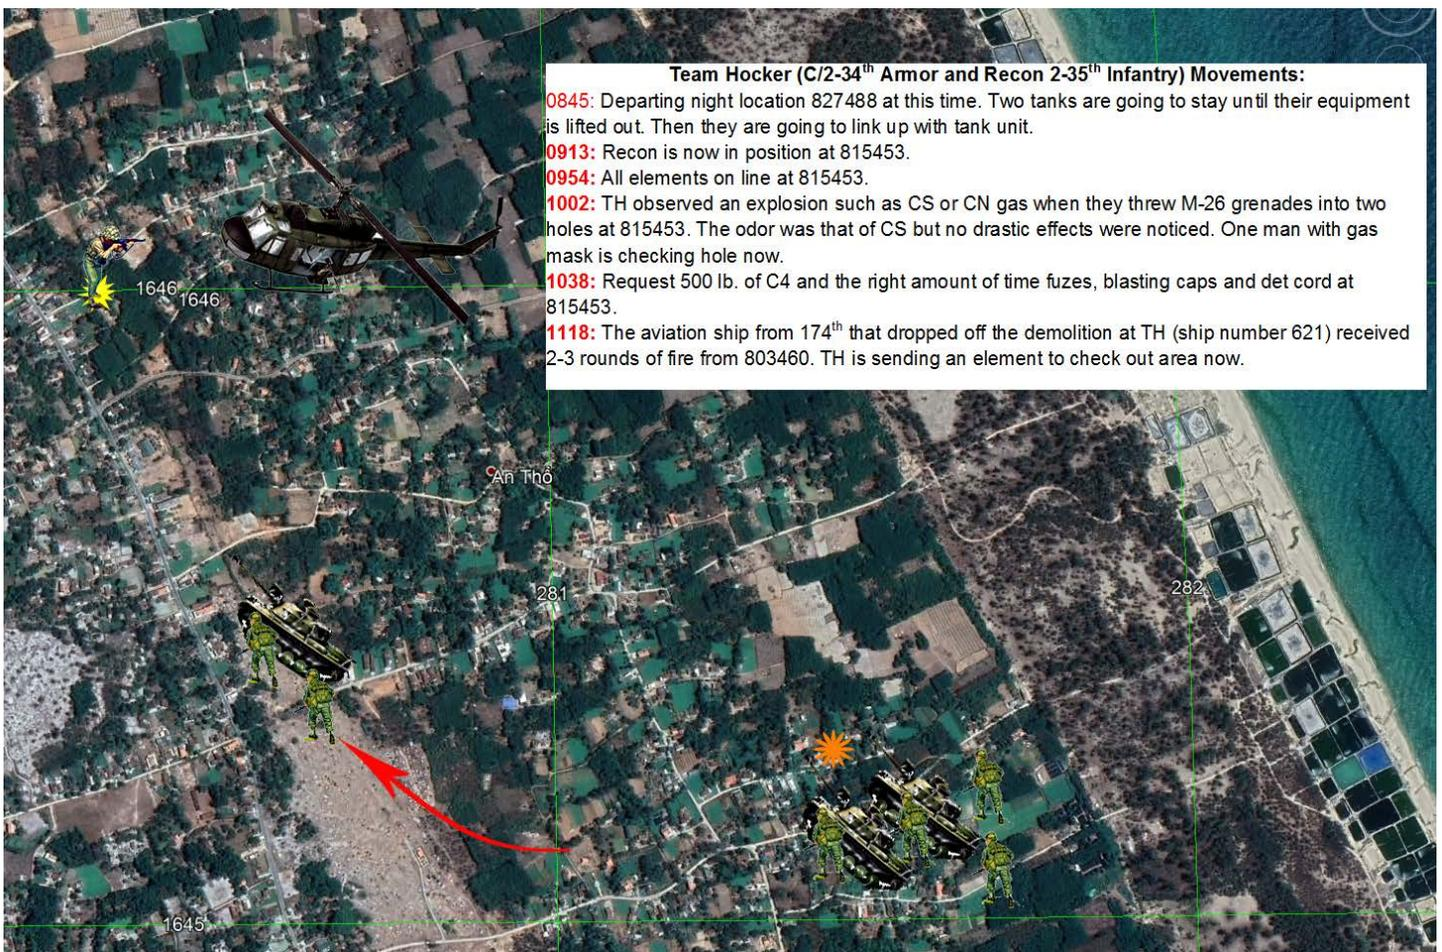 Team Hocker (C/2-34th Armor and Recon 2-35th Infantry) Movements:
0845: Departing night location 827488 at this time. Two tanks are going to stay until their equipment
is lifted out. Then they are going to link up with tank unit.
0913: Recon is now in position at 815453.
0954: All elements on line at 815453.
1002: TH observed an explosion such as CS or CN gas when they threw M-26 grenades into two
holes at 815453. The odor was that of CS but no drastic effects were noticed. One man with gas
mask is checking hole now.
1038: Request 500 lb. of C4 and the right amount of time fuzes, blasting caps and det cord at
815453.
1118: The aviation ship from 174th that dropped off the demolition at TH (ship number 621) received
2-3 rounds of fire from 803460. TH is sending an element to check out area now.
1646
1646
An Thổ
281
282
1645